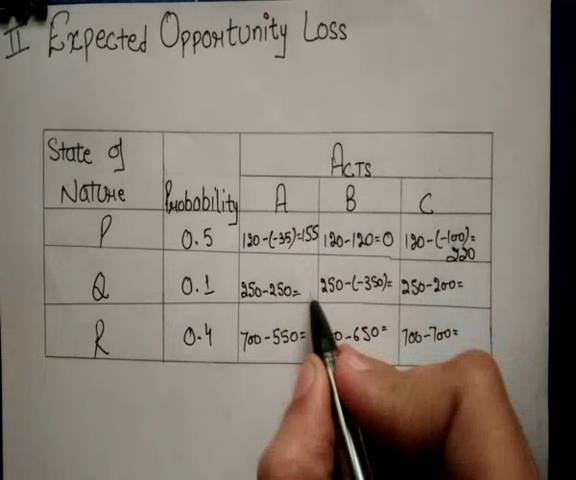 II Expected Opportunity Loss
State of Nature Probability ACTS
A B C
P 0.5 120-(-35)=155 120-120=0 120-(-100)=220
Q 0.1 250-250= 250-(-350)= 250-200=
R 0.4 700-550= 0-650= 700-700=